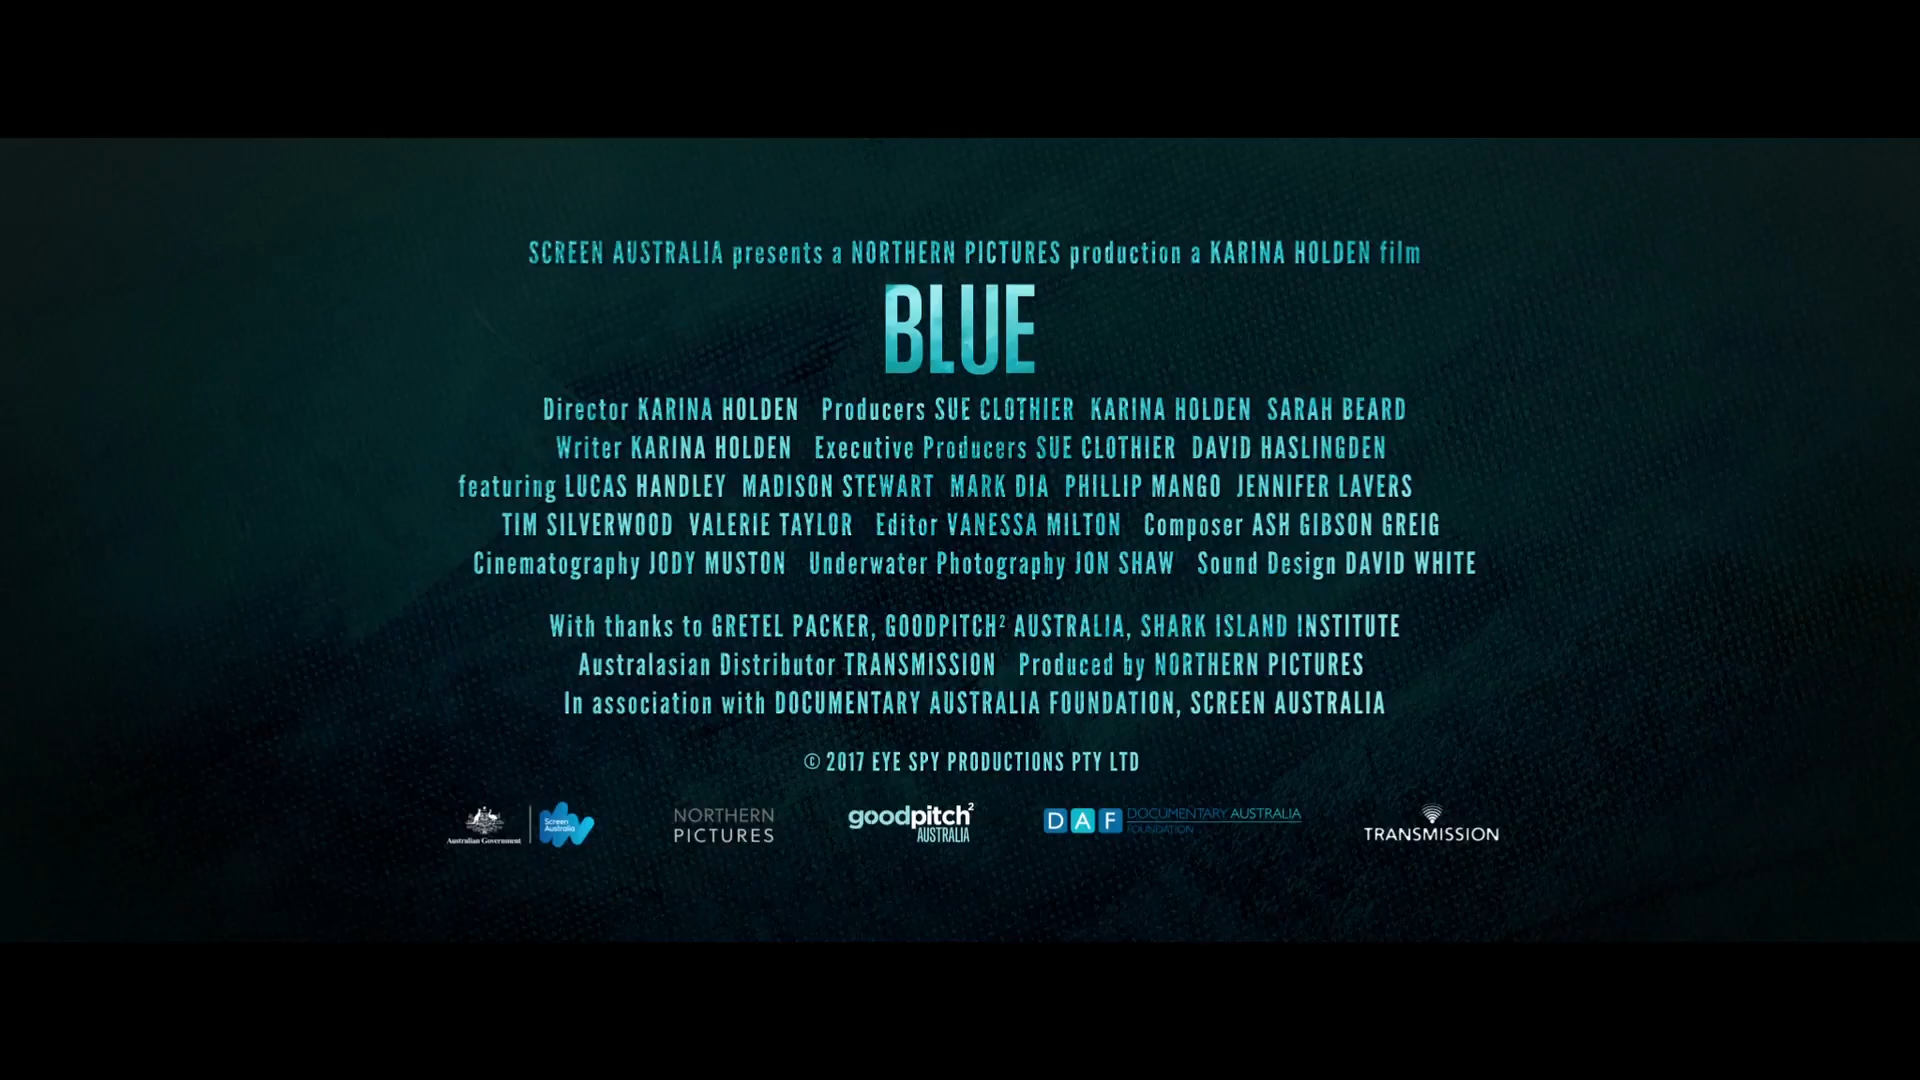 SCREEN AUSTRALIA presents a NORTHERN PICTURES production a KARINA HOLDEN film
BLUE
Director KARINA HOLDEN Producers SUE CLOTHIER KARINA HOLDEN SARAH BEARD
Writer KARINA HOLDEN Executive Producers SUE CLOTHIER DAVID HASLINGDEN
featuring LUCAS HANDLEY MADISON STEWART MARK DIA PHILLIP MANGO JENNIFER LAVERS
TIM SILVERWOOD VALERIE TAYLOR Editor VANESSA MILTON Composer ASH GIBSON GREIG
Cinematography JODY MUSTON Underwater Photography JON SHAW Sound Design DAVID WHITE
With thanks to GRETEL PACKER, GOODPITCH² AUSTRALIA, SHARK ISLAND INSTITUTE
Australasian Distributor TRANSMISSION Produced by NORTHERN PICTURES
In association with DOCUMENTARY AUSTRALIA FOUNDATION, SCREEN AUSTRALIA
© 2017 EYE SPY PRODUCTIONS PTY LTD
Australian Government
Screen
Australia
NORTHERN
PICTURES
goodpitch²
AUSTRALIA
DAF DOCUMENTARY AUSTRALIA
FOUNDATION
TRANSMISSION